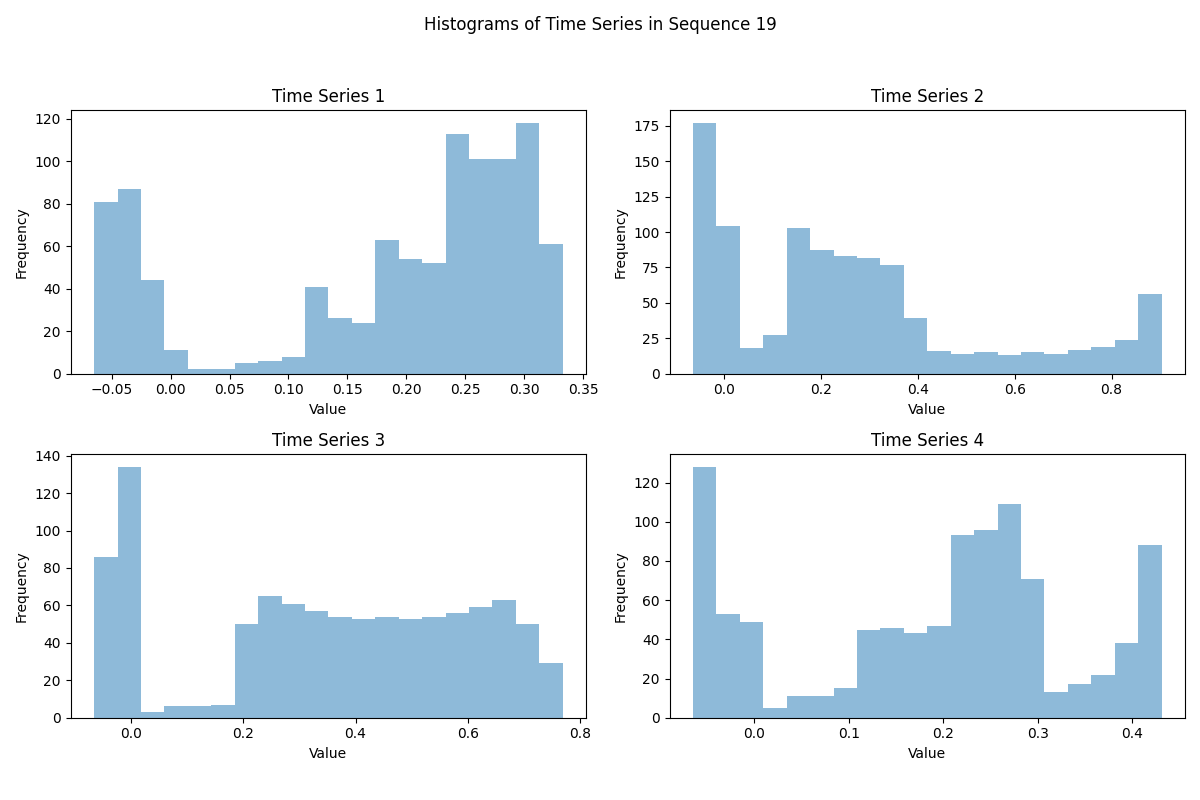 Histograms of Time Series in Sequence 19
Time Series 1
Frequency
0
20
40
60
80
100
120
−0.05 0.00 0.05 0.10 0.15 0.20 0.25 0.30 0.35
Value
Time Series 2
Frequency
0
25
50
75
100
125
150
175
0.0 0.2 0.4 0.6 0.8
Value
Time Series 3
Frequency
0
20
40
60
80
100
120
140
0.0 0.2 0.4 0.6 0.8
Value
Time Series 4
Frequency
0
20
40
60
80
100
120
0.0 0.1 0.2 0.3 0.4
Value